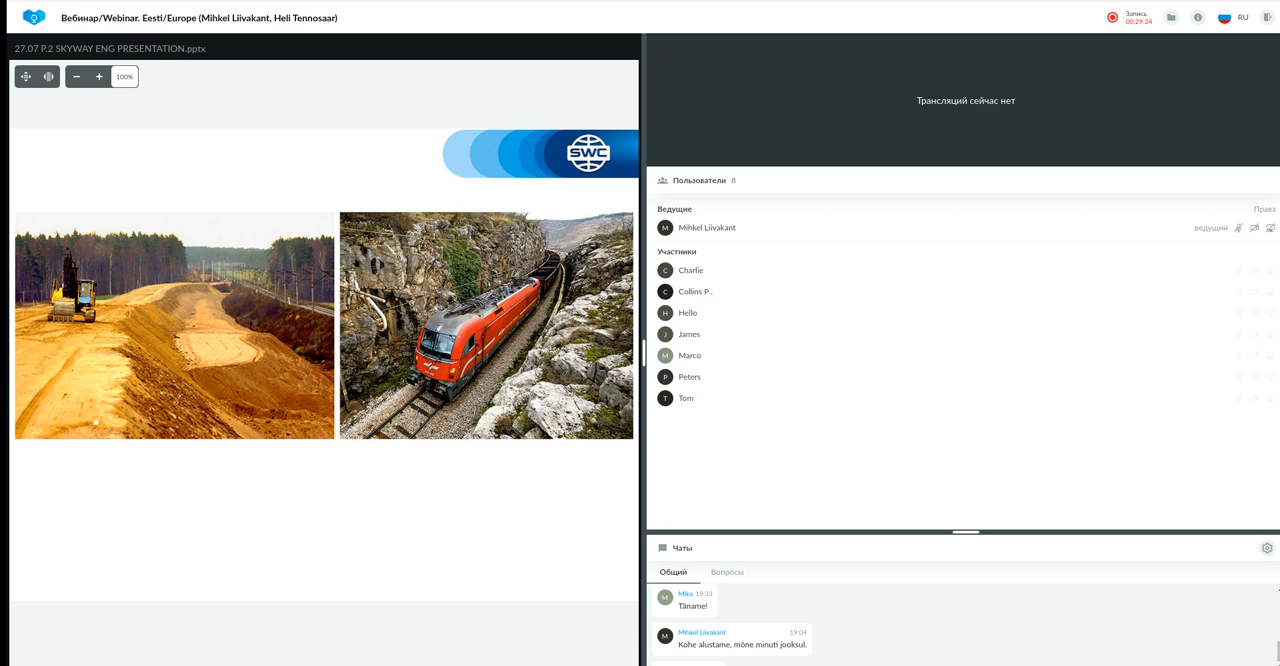 Вебинар/Webinar. Eesti/Europe (Mihkel Liivakant, Heli Tennosaar)
Запись
00:29:34
RU
27.07 P.2 SKYWAY ENG PRESENTATION.pptx
100%
SWC
Трансляций сейчас нет
Пользователи 8
Ведущие Права
M Mihkel Liivakant ведущий
Участники
C Charlie
C Collins P .
H Hello
J James
M Marco
P Peters
T Tom
Чаты
Общий Вопросы
M Mika 19:33
Täname!
M Mihkel Liivakant 19:04
Kohe alustame, mõne minuti jooksul.